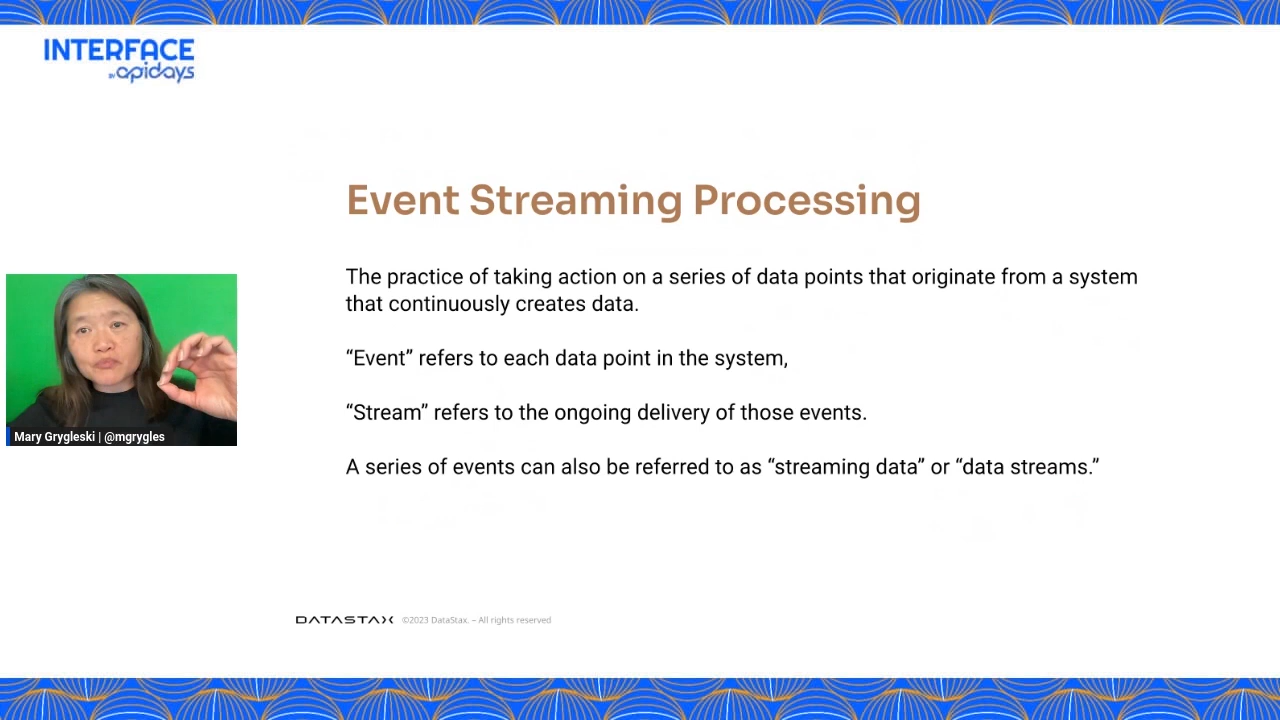 INTERFACE
BY apidays
Event Streaming Processing
The practice of taking action on a series of data points that originate from a system
that continuously creates data.
“Event” refers to each data point in the system,
“Stream” refers to the ongoing delivery of those events.
A series of events can also be referred to as “streaming data” or “data streams.”
Mary Grygleski | @mgrygles
DATASTAX ©2023 DataStax. – All rights reserved